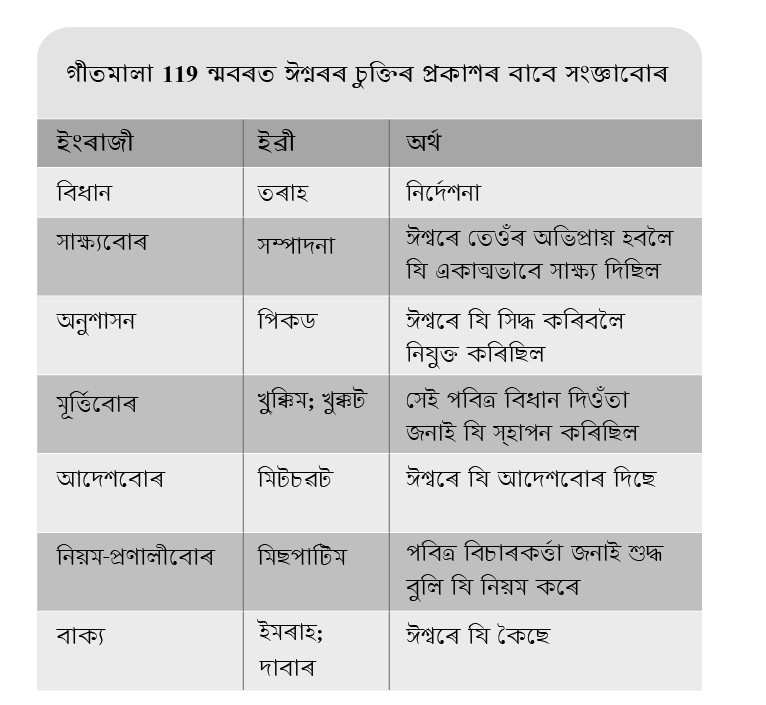 গীতমালা 119 ন্মবৰত ঈশ্বৰৰ চুক্তিৰ প্ৰকাশৰ বাবে সংজ্ঞাবোৰ
ইংৰাজী ইব্ৰী অৰ্থ
বিধান তৰাহ নিৰ্দেশনা
সাক্ষ্যবোৰ সম্পাদনা ঈশ্বৰে তেওঁৰ অভিপ্ৰায় হবলৈ
যি একাত্মভাবে সাক্ষ্য দিছিল
অনুশাসন পিকড ঈশ্বৰে যি সিদ্ধ কৰিবলৈ
নিযুক্ত কৰিছিল
মূৰ্ত্তিবোৰ খুক্কিম; খুক্কট সেই পবিত্ৰ বিধান দিওঁতা
জনাই যি স্হাপন কৰিছিল
আদেশবোৰ মিটচৱট ঈশ্বৰে যি আদেশবোৰ দিছে
নিয়ম-প্ৰণালীবোৰ মিছপাটিম পবিত্ৰ বিচাৰকৰ্ত্তা জনাই শুদ্ধ
বুলি যি নিয়ম কৰে
বাক্য ইমৰাহ; ঈশ্বৰে যি কৈছে
দাবাৰ